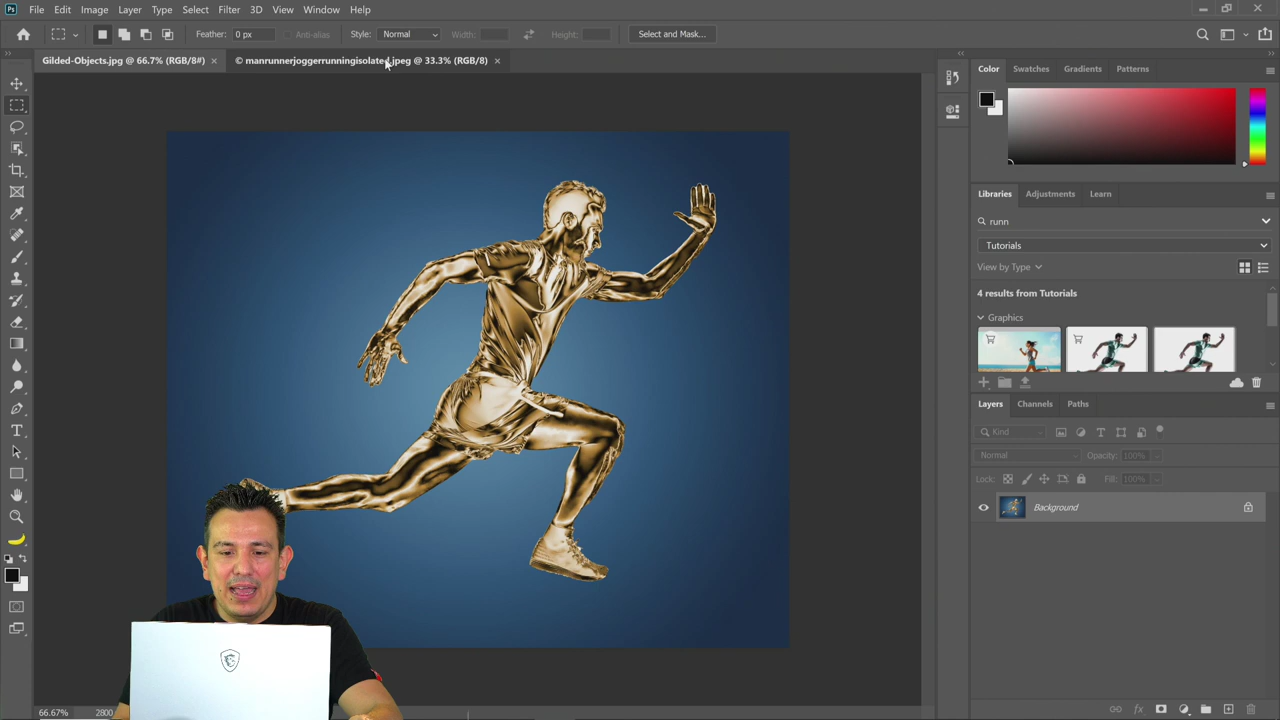 Ps File Edit Image Layer Type Select Filter 3D View Window Help
Feather: 0 px Anti-alias Style: Normal Width: Height: Select and Mask...
Gilded-Objects.jpg @ 66.7% (RGB/8#) × © manrunnerjoggerrunningisolated.jpeg @ 33.3% (RGB/8) ×
Color Swatches Gradients Patterns
Libraries Adjustments Learn
runn
Tutorials
View by Type
4 results from Tutorials
Graphics
Layers Channels Paths
Kind
Normal Opacity: 100%
Lock: Fill: 100%
Background
66.67% 2800